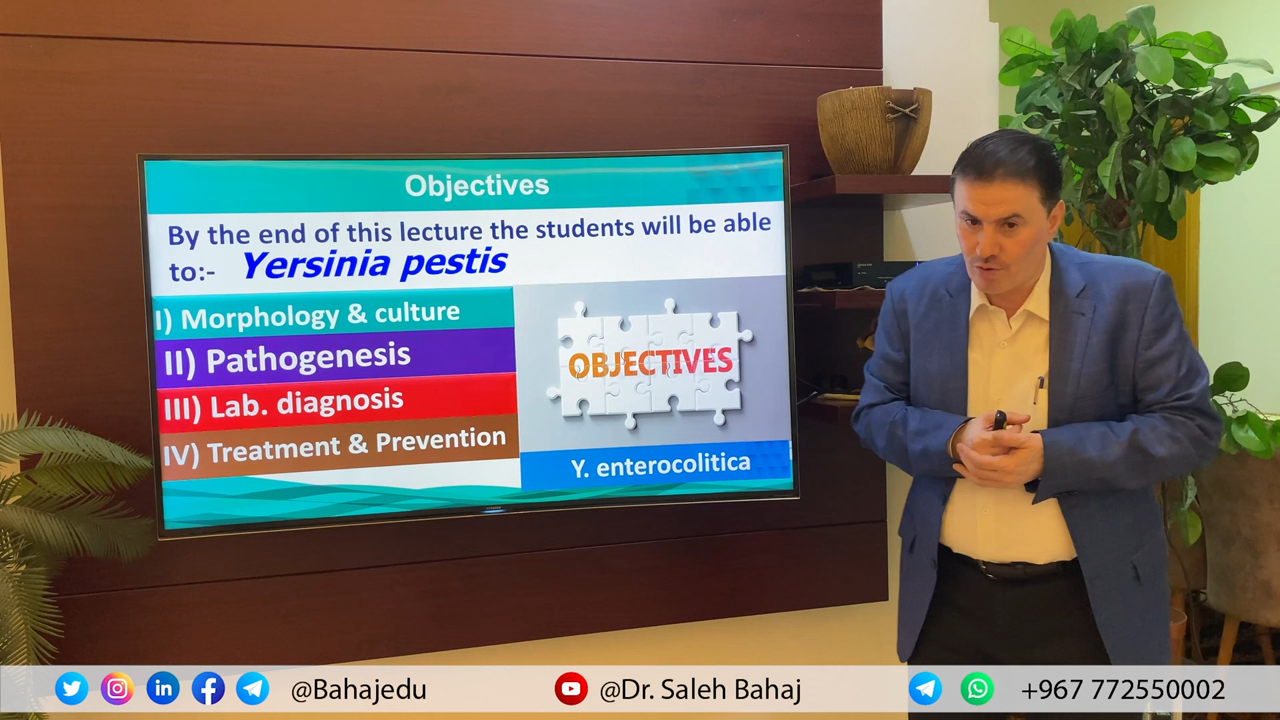 Objectives
By the end of this lecture the students will be able
to:- Yersinia pestis
I) Morphology & culture
II) Pathogenesis
III) Lab. diagnosis
IV) Treatment & Prevention
OBJECTIVES
Y. enterocolitica
@Bahajedu
@Dr. Saleh Bahaj
+967 772550002